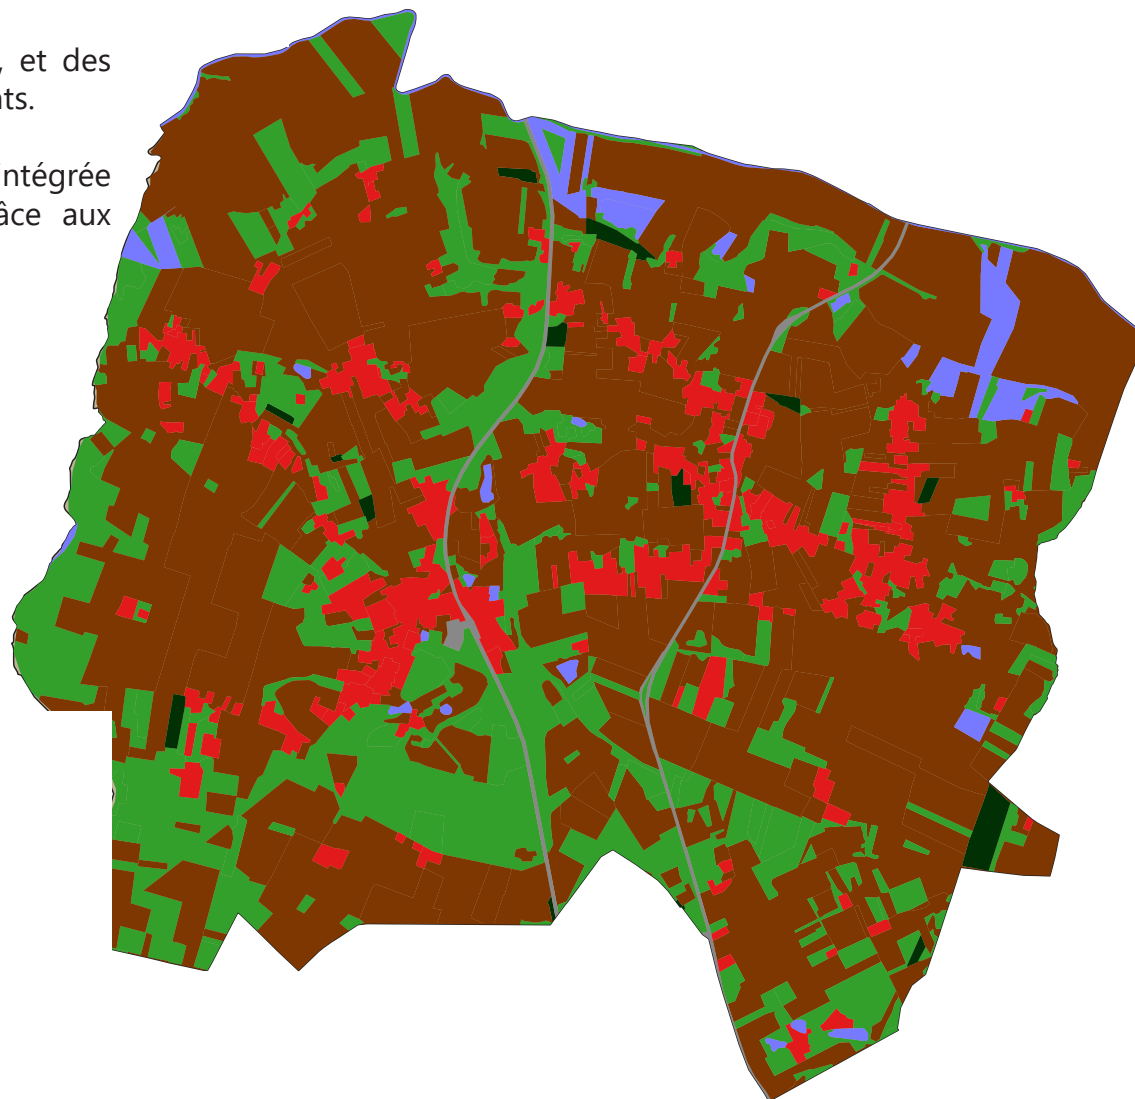 , et des
ts.
intégrée
âce aux